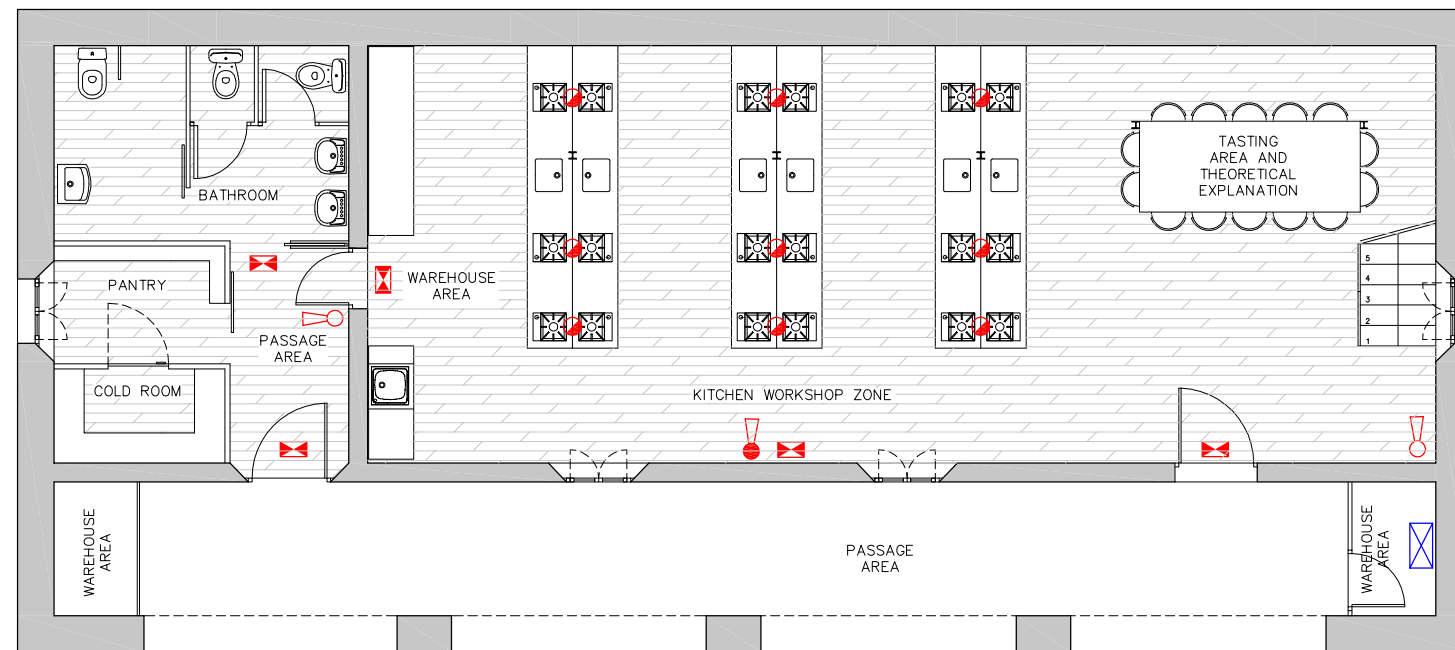 TASTING
AREA AND
THEORETICAL
EXPLANATION
BATHROOM
PANTRY
WAREHOUSE
AREA
5
4
3
2
1
PASSAGE
AREA
COLD ROOM
KITCHEN WORKSHOP ZONE
WAREHOUSE
AREA
PASSAGE
AREA
WAREHOUSE
AREA